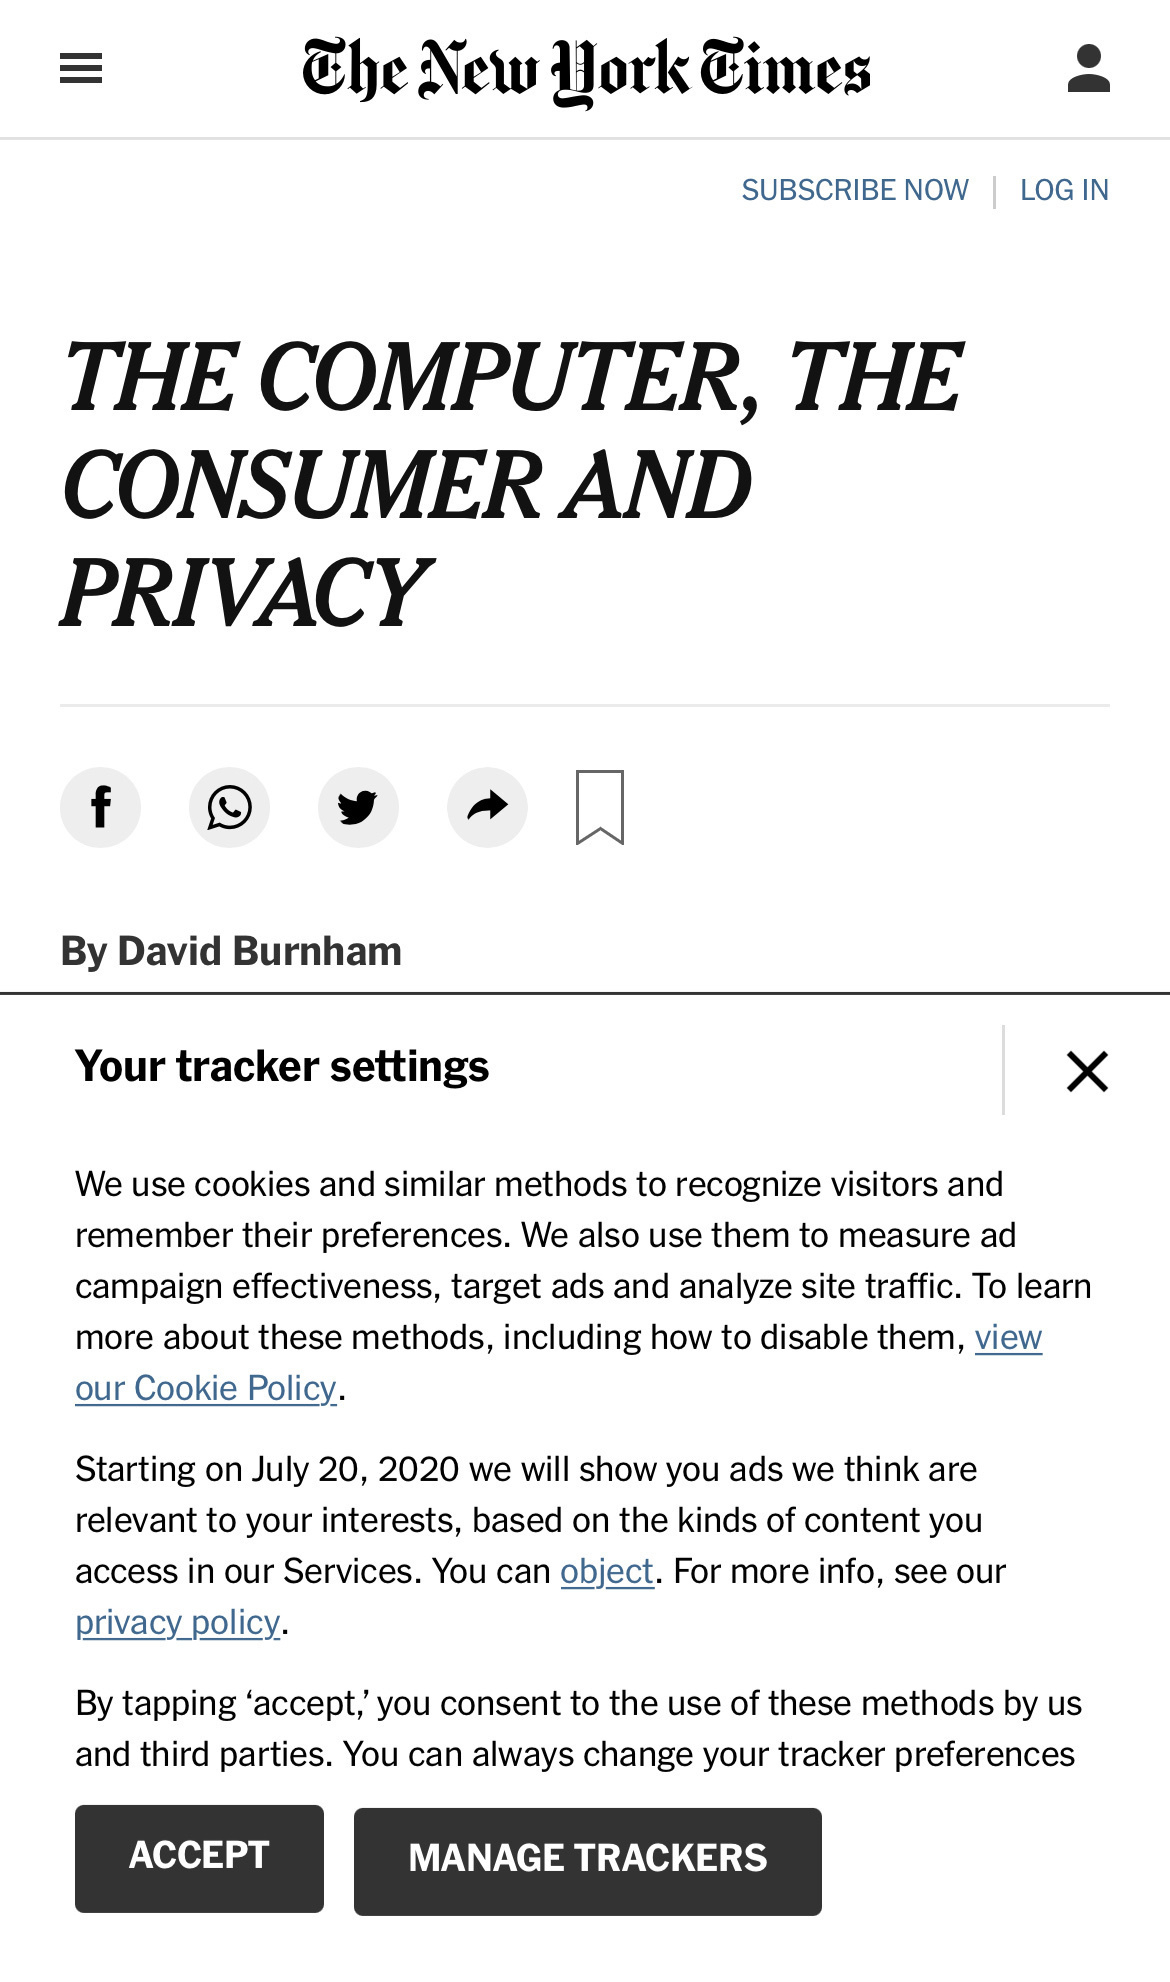 The New York Times
SUBSCRIBE NOW | LOG IN
THE COMPUTER, THE
CONSUMER AND
PRIVACY
By David Burnham
Your tracker settings
We use cookies and similar methods to recognize visitors and
remember their preferences. We also use them to measure ad
campaign effectiveness, target ads and analyze site traffic. To learn
more about these methods, including how to disable them, view
our Cookie Policy.
Starting on July 20, 2020 we will show you ads we think are
relevant to your interests, based on the kinds of content you
access in our Services. You can object. For more info, see our
privacy policy.
By tapping ‘accept,’ you consent to the use of these methods by us
and third parties. You can always change your tracker preferences
ACCEPT
MANAGE TRACKERS